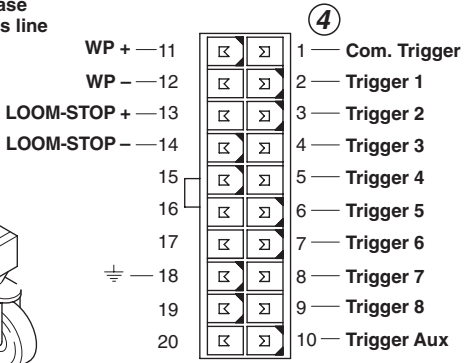 ase
s line
4
WP + 11 1 Com. Trigger
WP – 12 2 Trigger 1
LOOM-STOP + 13 3 Trigger 2
LOOM-STOP – 14 4 Trigger 3
15 5 Trigger 4
16 6 Trigger 5
17 7 Trigger 6
18 8 Trigger 7
19 9 Trigger 8
20 10 Trigger Aux